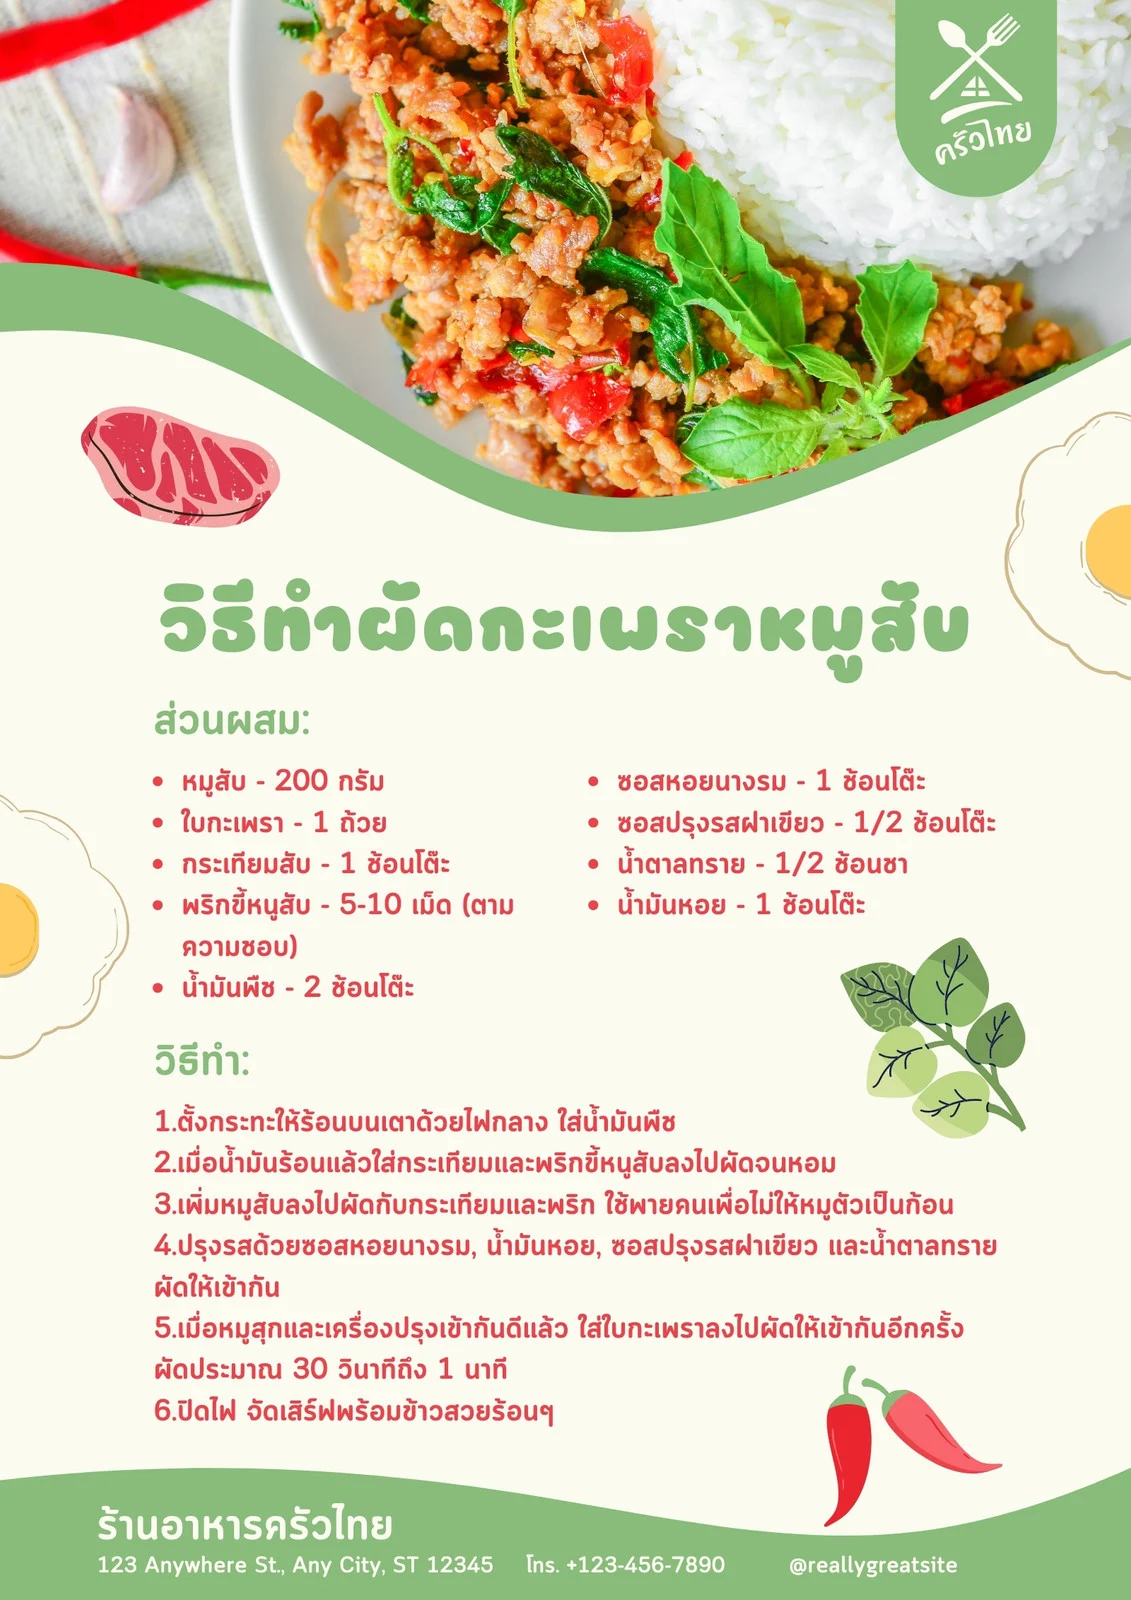 ครัวไทย
วิธีทำผัดกะเพราหมูสับ
ส่วนผสม:
• หมูสับ - 200 กรัม
• ใบกะเพรา - 1 ถ้วย
• กระเทียมสับ - 1 ช้อนโต๊ะ
• พริกขี้หนูสับ - 5-10 เม็ด (ตาม
ความชอบ)
• น้ำมันพืช - 2 ช้อนโต๊ะ
• ซอสหอยนางรม - 1 ช้อนโต๊ะ
• ซอสปรุงรสฝาเขียว - 1/2 ช้อนโต๊ะ
• น้ำตาลทราย - 1/2 ช้อนชา
• น้ำมันหอย - 1 ช้อนโต๊ะ
วิธีทำ:
1.ตั้งกระทะให้ร้อนบนเตาด้วยไฟกลาง ใส่น้ำมันพืช
2.เมื่อน้ำมันร้อนแล้วใส่กระเทียมและพริกขี้หนูสับลงไปผัดจนหอม
3.เพิ่มหมูสับลงไปผัดกับกระเทียมและพริก ใช้พายคนเพื่อไม่ให้หมูตัวเป็นก้อน
4.ปรุงรสด้วยซอสหอยนางรม, น้ำมันหอย, ซอสปรุงรสฝาเขียว และน้ำตาลทราย
ผัดให้เข้ากัน
5.เมื่อหมูสุกและเครื่องปรุงเข้ากันดีแล้ว ใส่ใบกะเพราลงไปผัดให้เข้ากันอีกครั้ง
ผัดประมาณ 30 วินาทีถึง 1 นาที
6.ปิดไฟ จัดเสิร์ฟพร้อมข้าวสวยร้อนๆ
ร้านอาหารครัวไทย
123 Anywhere St., Any City, ST 12345 โทร. +123-456-7890 @reallygreatsite